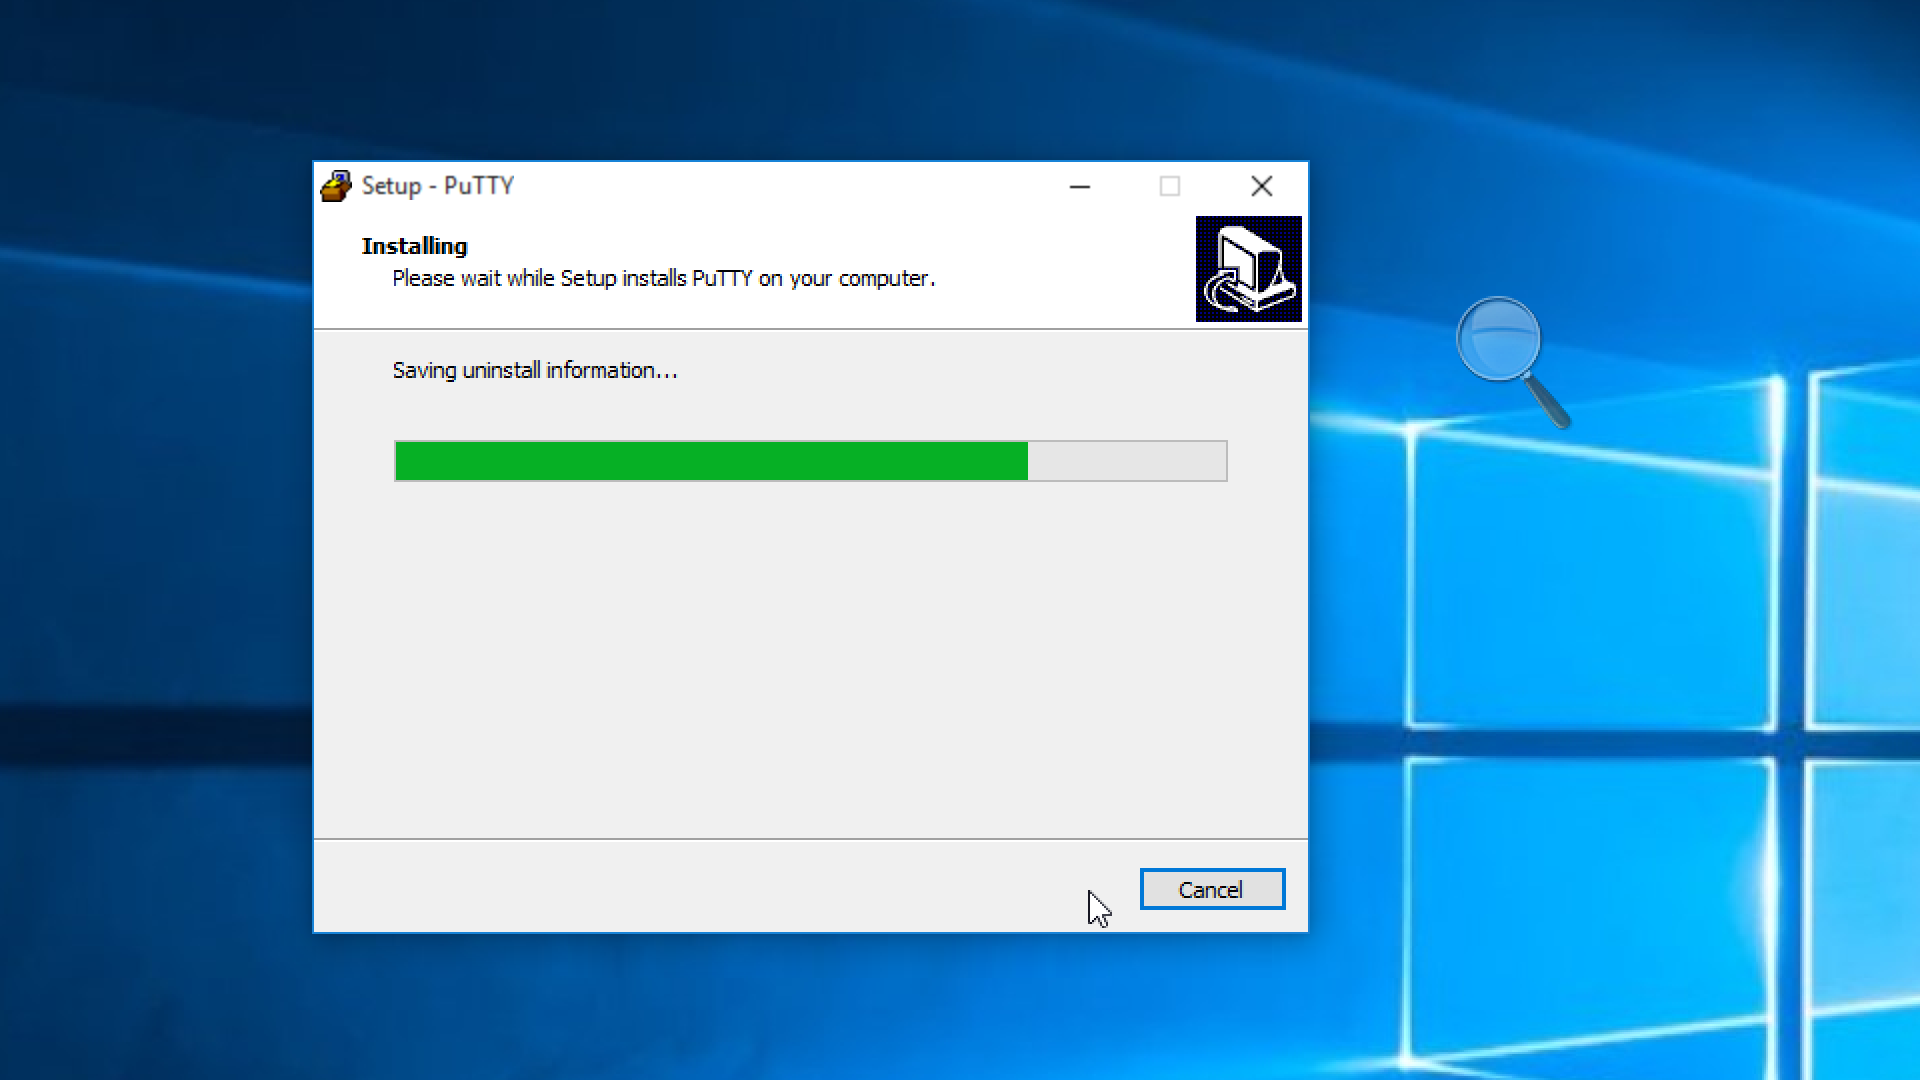 Setup - PuTTY
Installing
Please wait while Setup installs PuTTY on your computer.
Saving uninstall information...
Cancel